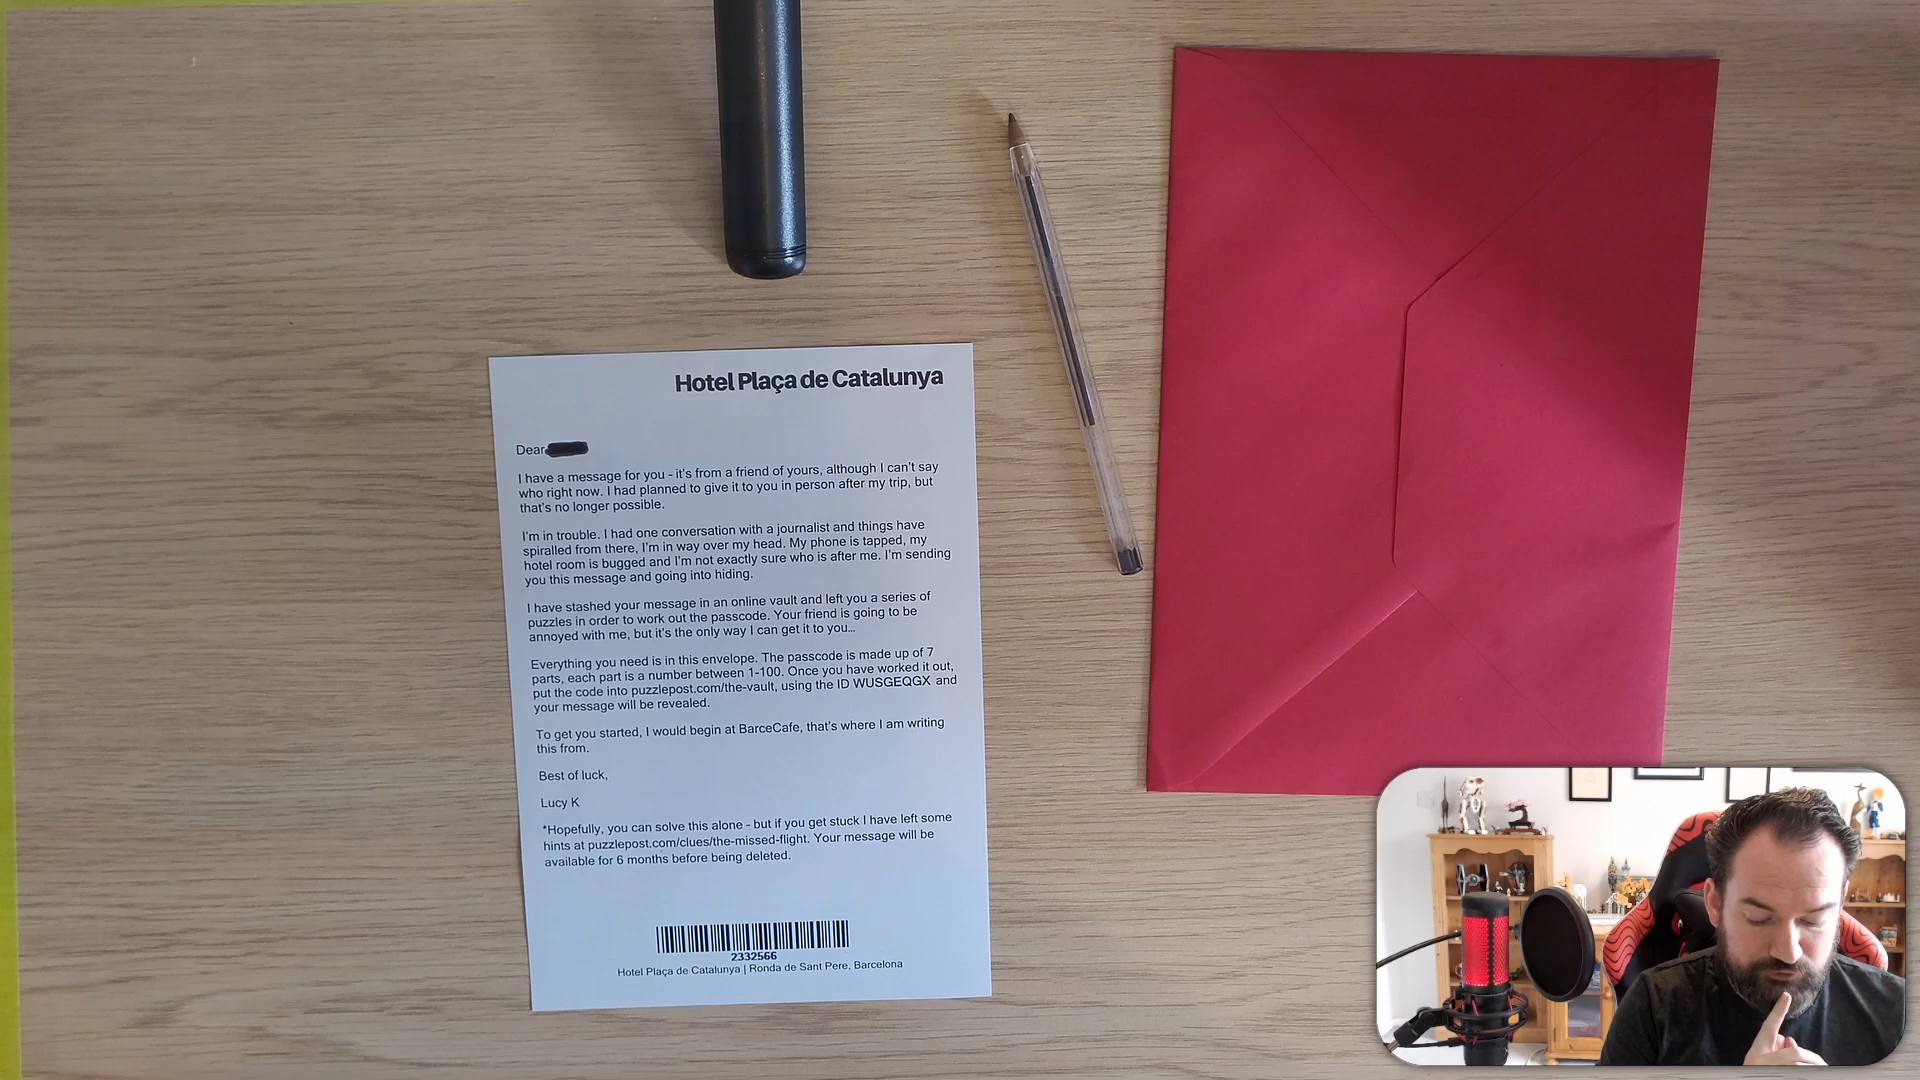 Hotel Plaça de Catalunya
Dear
I have a message for you - it's from a friend of yours, although I can't say
who right now. I had planned to give it to you in person after my trip, but
that's no longer possible.
I'm in trouble. I had one conversation with a journalist and things have
spiralled from there, I'm in way over my head. My phone is tapped, my
hotel room is bugged and I'm not exactly sure who is after me. I'm sending
you this message and going into hiding.
I have stashed your message in an online vault and left you a series of
puzzles in order to work out the passcode. Your friend is going to be
annoyed with me, but it's the only way I can get it to you...
Everything you need is in this envelope. The passcode is made up of 7
parts, each part is a number between 1-100. Once you have worked it out,
put the code into puzzlepost.com/the-vault, using the ID WUSGEQGX and
your message will be revealed.
To get you started, I would begin at BarceCafe, that's where I am writing
this from.
Best of luck,
Lucy K
*Hopefully, you can solve this alone - but if you get stuck I have left some
hints at puzzlepost.com/clues/the-missed-flight. Your message will be
available for 6 months before being deleted.
2332566
Hotel Plaça de Catalunya | Ronda de Sant Pere, Barcelona